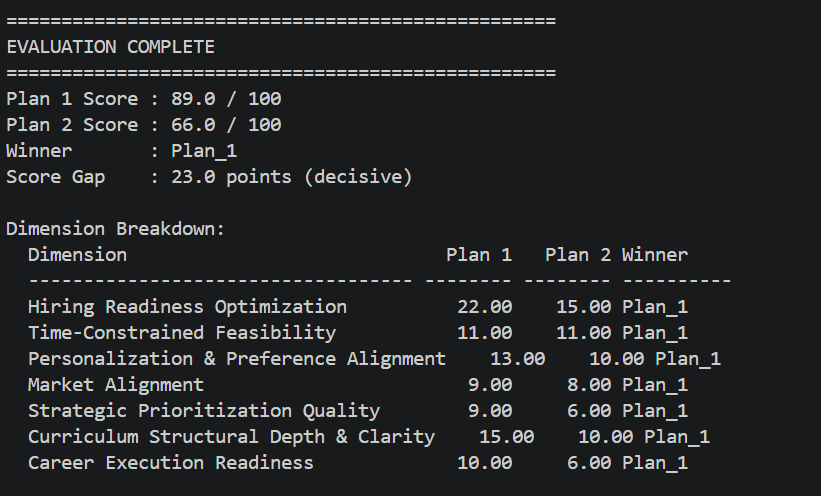 ==================================================
EVALUATION COMPLETE
==================================================
Plan 1 Score : 89.0 / 100
Plan 2 Score : 66.0 / 100
Winner       : Plan_1
Score Gap    : 23.0 points (decisive)

Dimension Breakdown:
  Dimension                             Plan 1   Plan 2 Winner
  ----------------------------------- -------- -------- ----------
  Hiring Readiness Optimization          22.00    15.00 Plan_1
  Time-Constrained Feasibility           11.00    11.00 Plan_1
  Personalization & Preference Alignment    13.00    10.00 Plan_1
  Market Alignment                        9.00     8.00 Plan_1
  Strategic Prioritization Quality        9.00     6.00 Plan_1
  Curriculum Structural Depth & Clarity    15.00    10.00 Plan_1
  Career Execution Readiness             10.00     6.00 Plan_1